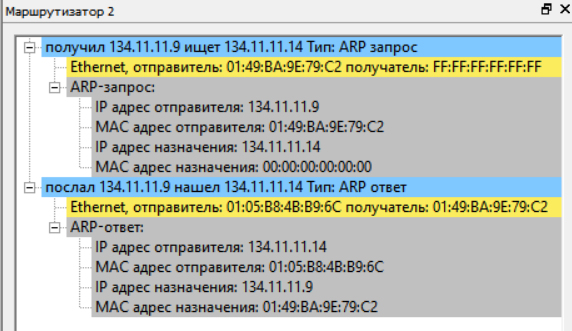 Маршрутизатор 2
получил 134.11.11.9 ищет 134.11.11.14 Тип: ARP запрос
Ethernet, отправитель: 01:49:BA:9E:79:C2 получатель: FF:FF:FF:FF:FF:FF
ARP-запрос:
IP адрес отправителя: 134.11.11.9
MAC адрес отправителя: 01:49:BA:9E:79:C2
IP адрес назначения: 134.11.11.14
MAC адрес назначения: 00:00:00:00:00:00
послал 134.11.11.9 нашел 134.11.11.14 Тип: ARP ответ
Ethernet, отправитель: 01:05:B8:4B:B9:6C получатель: 01:49:BA:9E:79:C2
ARP-ответ:
IP адрес отправителя: 134.11.11.14
MAC адрес отправителя: 01:05:B8:4B:B9:6C
IP адрес назначения: 134.11.11.9
MAC адрес назначения: 01:49:BA:9E:79:C2